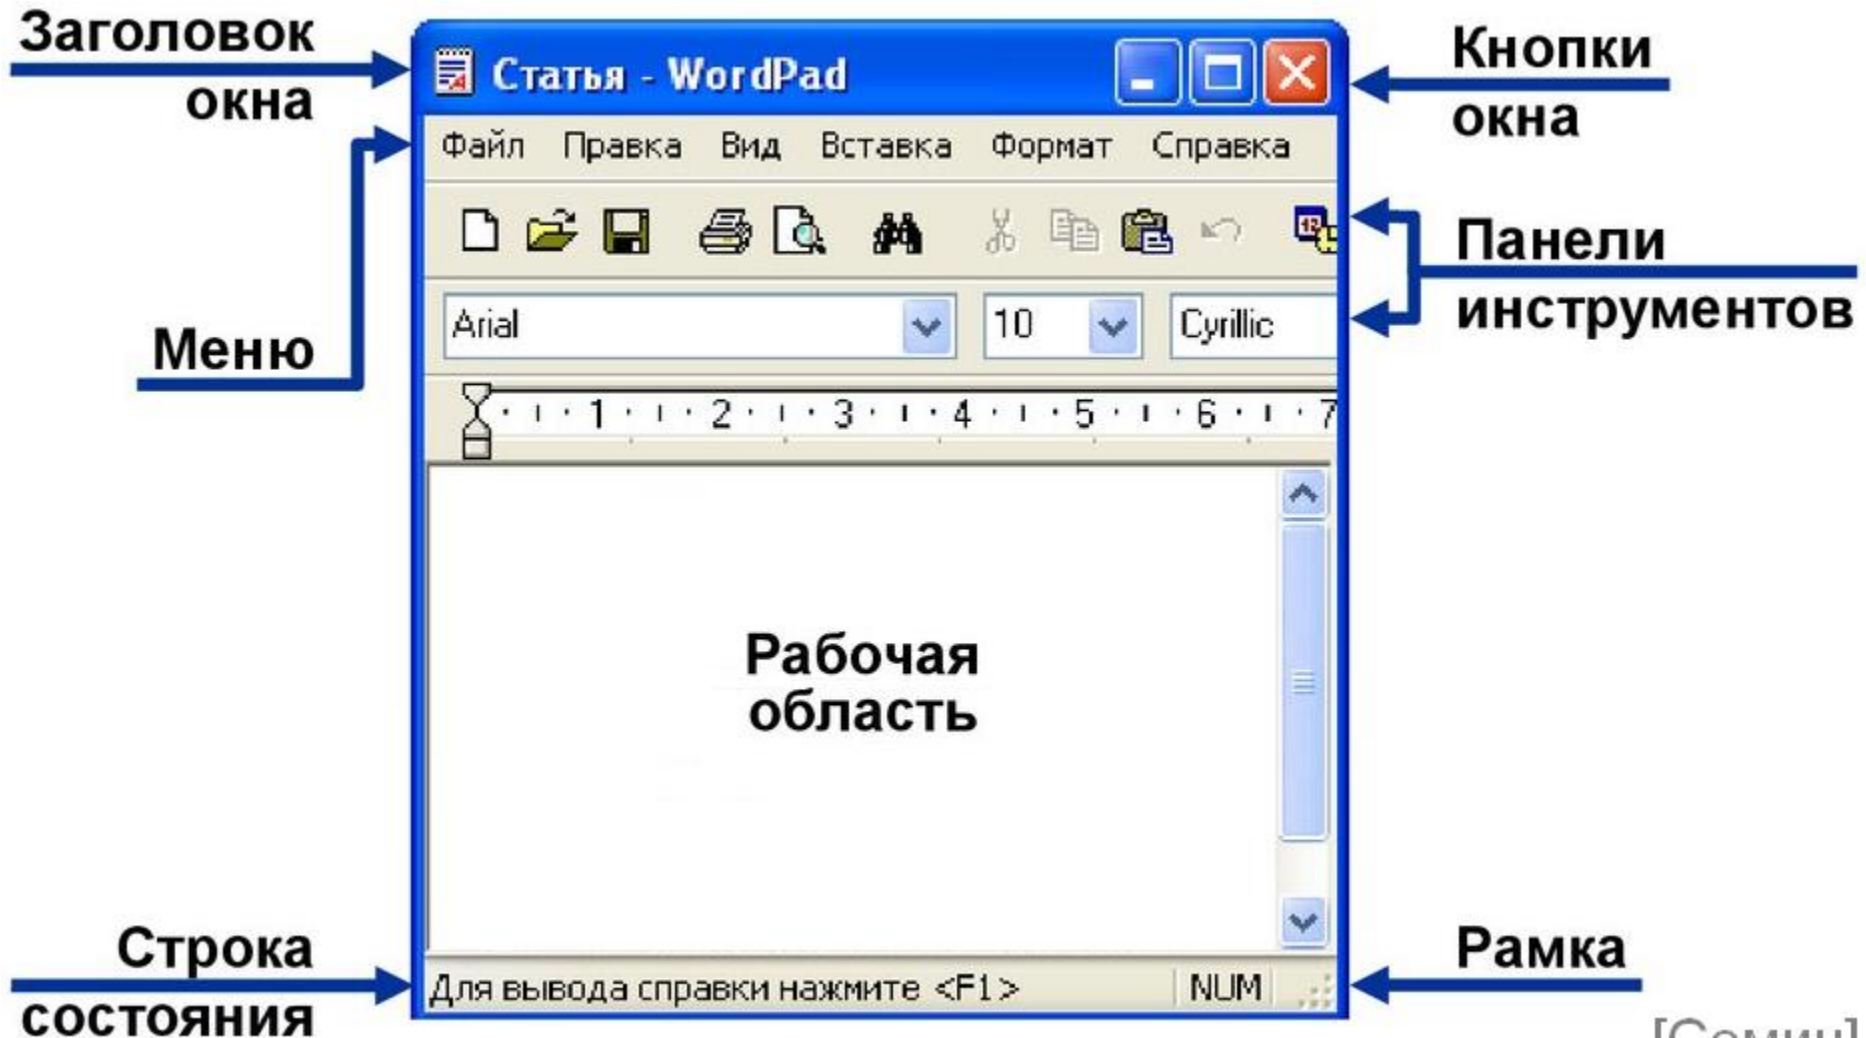 Заголовок
окна
Меню
Строка
состояния
Статья - WordPad
Файл Правка Вид Вставка Формат Справка
12
Arial 10 Cyrillic
1 2 3 4 5 6 7
Рабочая
область
Для вывода справки нажмите <F1> NUM
Кнопки
окна
Панели
инструментов
Рамка